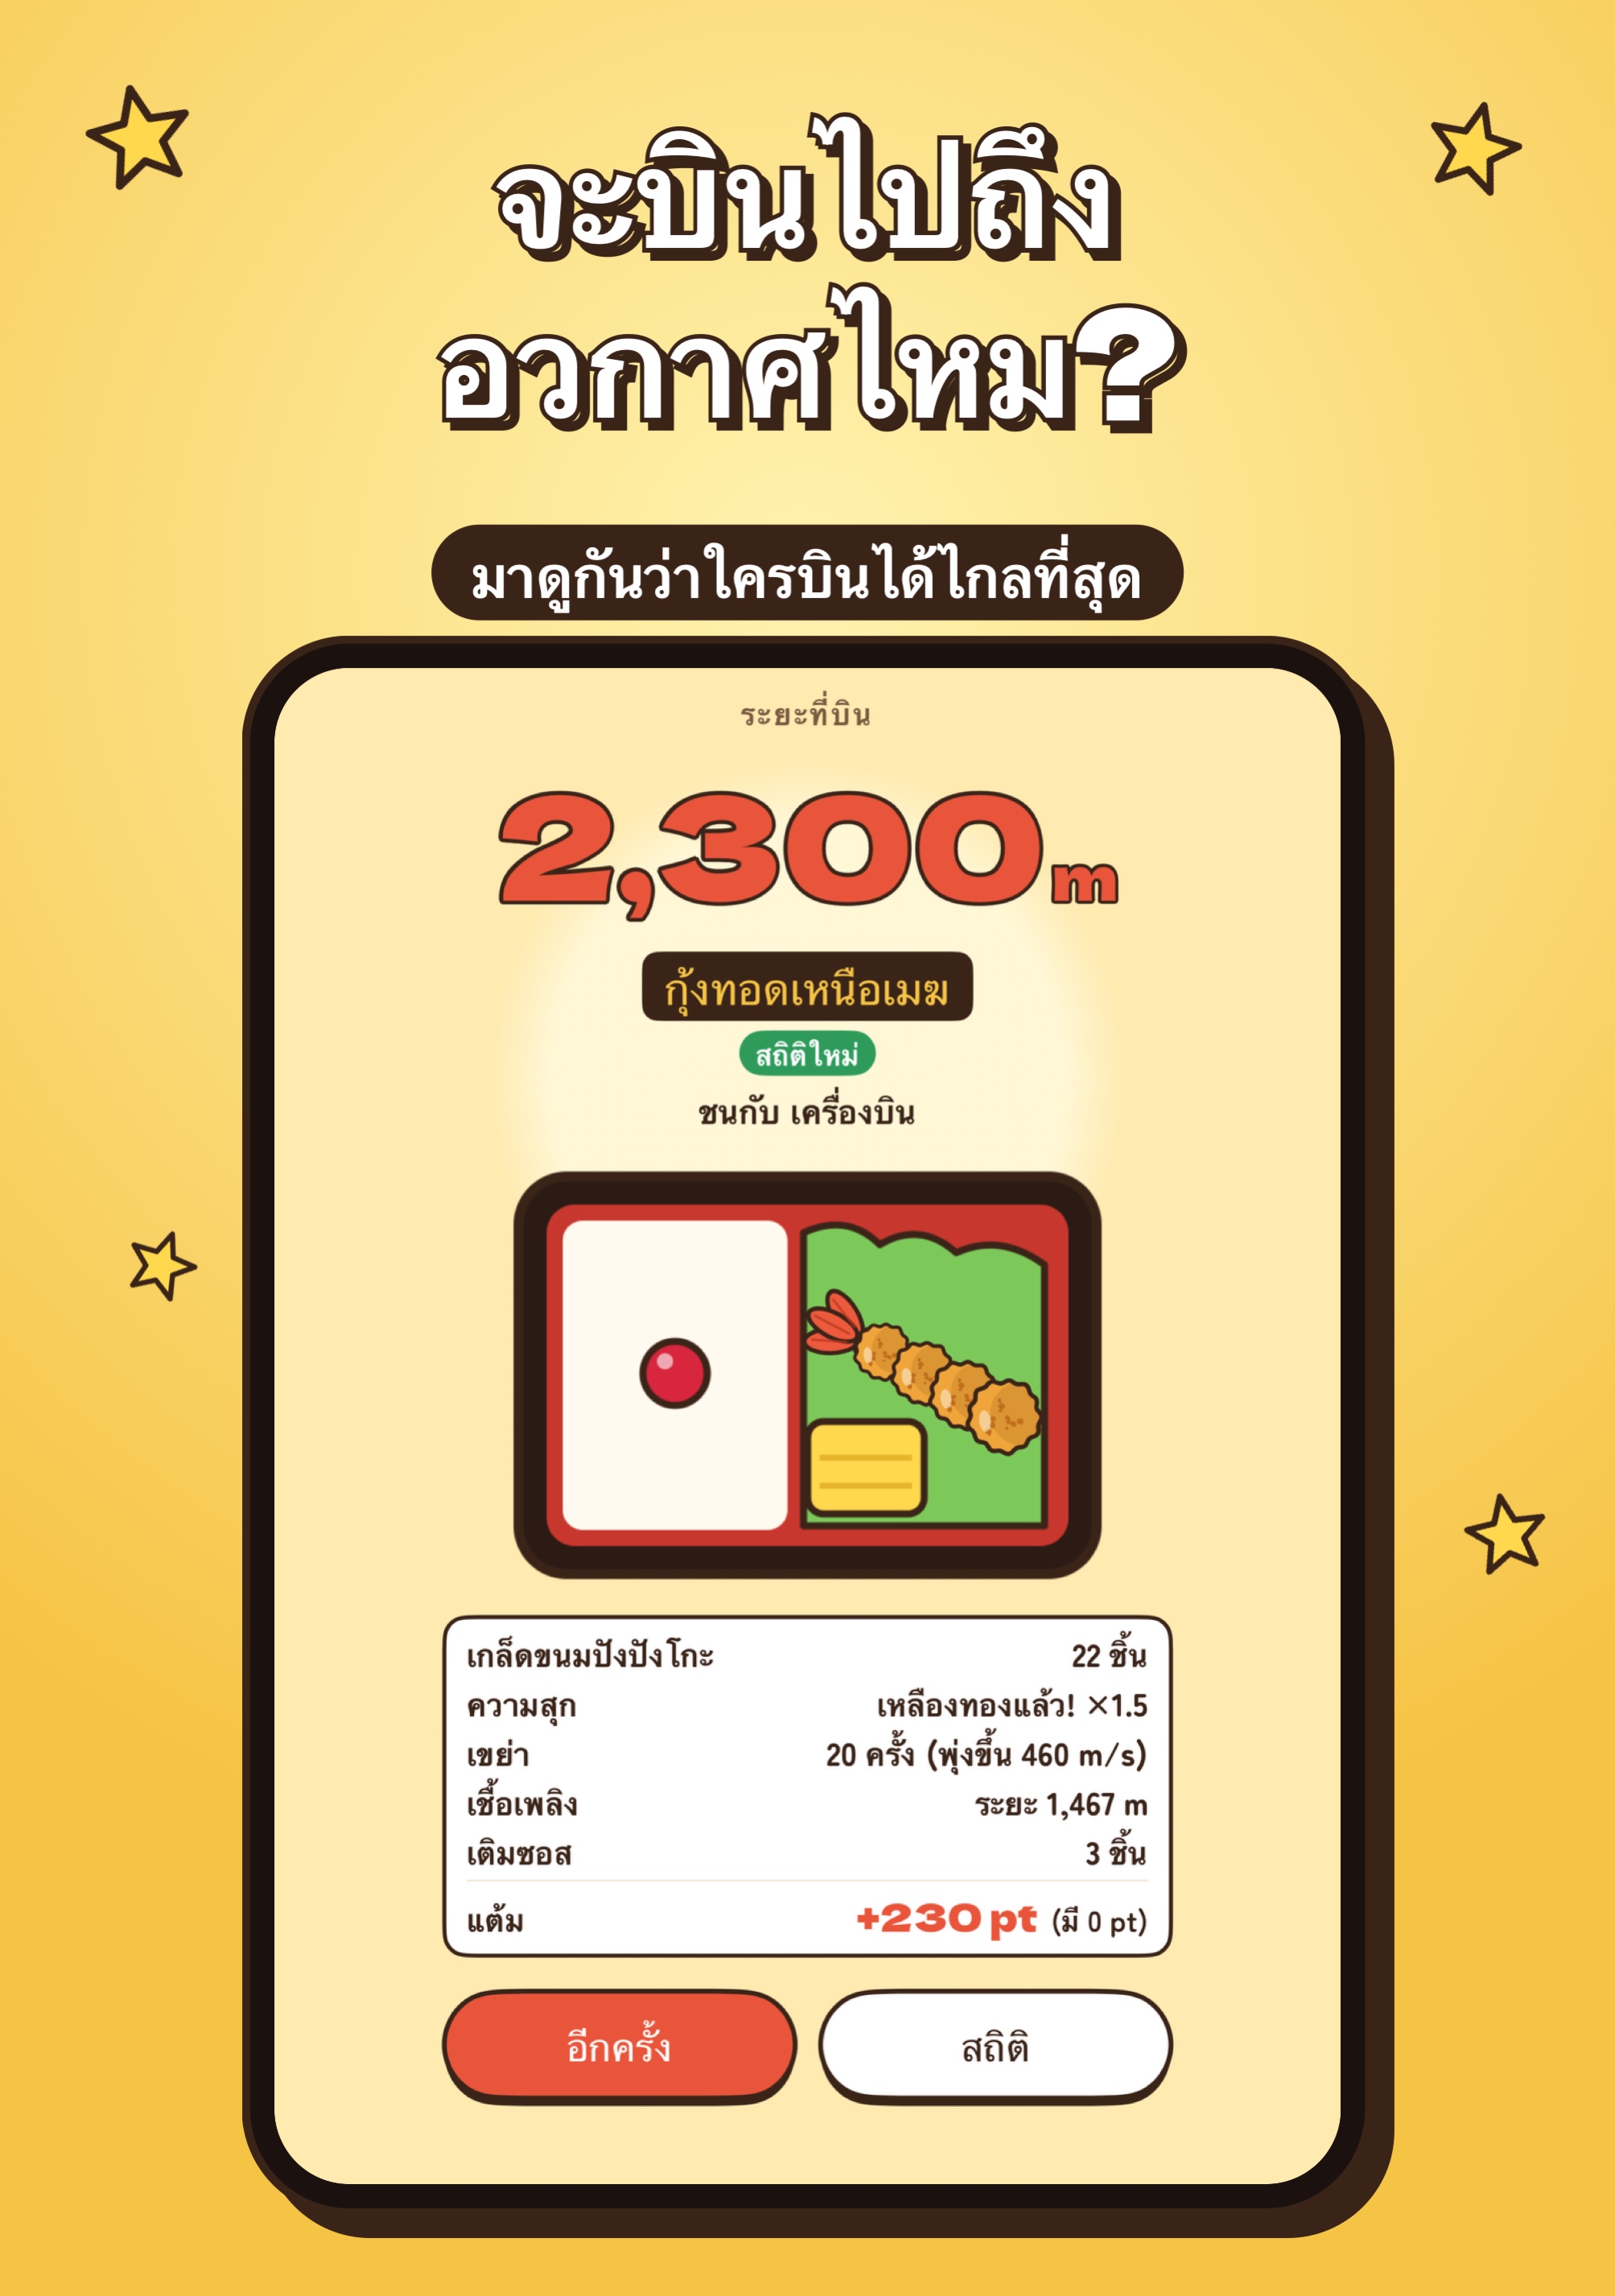 จะบินไปถึง
อวกาศไหม?
มาดูกันว่าใครบินได้ไกลที่สุด
ระยะที่บิน
2,300 m
กุ้งทอดเหนือเมฆ
สถิติใหม่
ชนกับ เครื่องบิน
เกล็ดขนมปังปังโกะ 22 ชิ้น
ความสุก เหลืองทองแล้ว! ×1.5
เขย่า 20 ครั้ง (พุ่งขึ้น 460 m/s)
เชื้อเพลิง ระยะ 1,467 m
เติมซอส 3 ชิ้น
แต้ม +230 pt (มี 0 pt)
อีกครั้ง สถิติ